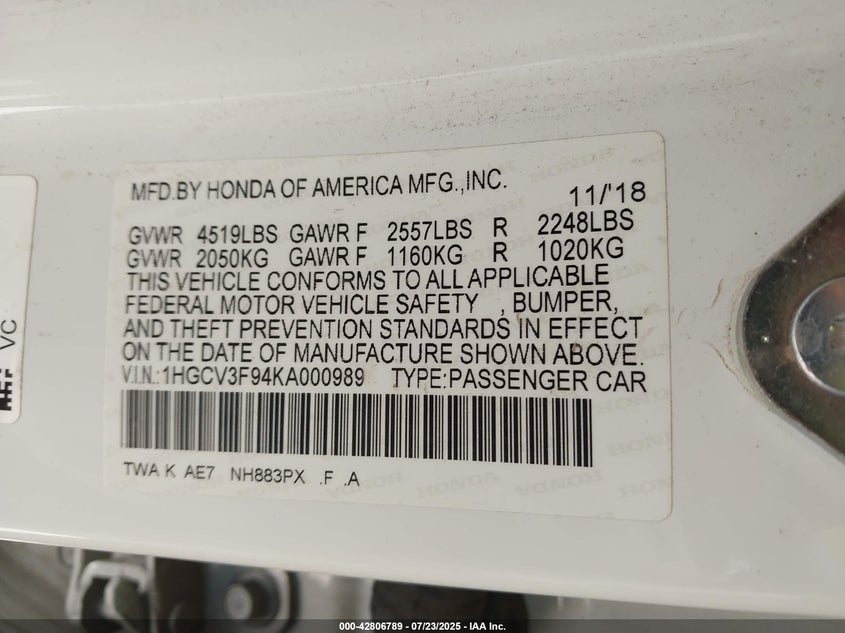 MFD.BY HONDA OF AMERICA MFG.,INC. 11/'18
GVWR 4519LBS GAWR F 2557LBS R 2248LBS
GVWR 2050KG GAWR F 1160KG R 1020KG
THIS VEHICLE CONFORMS TO ALL APPLICABLE
FEDERAL MOTOR VEHICLE SAFETY , BUMPER,
AND THEFT PREVENTION STANDARDS IN EFFECT
ON THE DATE OF MANUFACTURE SHOWN ABOVE.
V.I.N.:1HGCV3F94KA000989 TYPE:PASSENGER CAR
TWA K AE7 NH883PX .F .A
VC
000-42806789 - 07/23/2025 - IAA Inc.